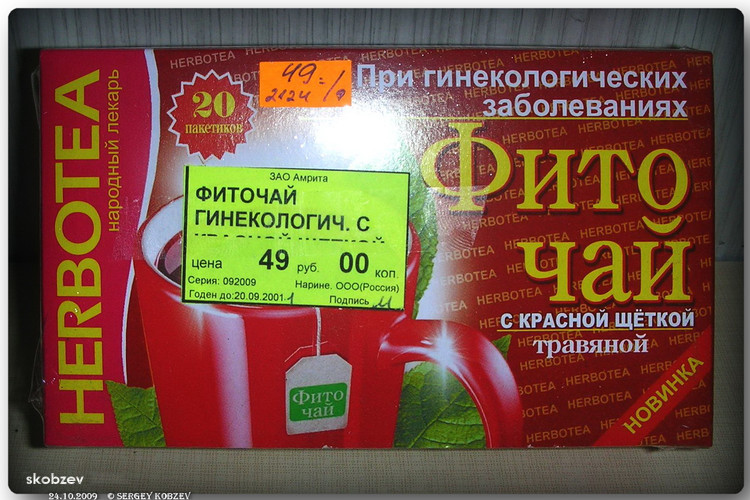 HERBOTEA
народный лекарь
20
пакетиков
49=
При гинекологических
заболеваниях
Фито
чай
с красной щёткой
травяной
НОВИНКА
ЗАО Амрита
ФИТОЧАЙ
ГИНЕКОЛОГИЧ. С
цена 49 руб. 00 коп.
Серия: 092009 Нарине. ООО(Россия)
Годен до:20.09.2001 Подпись
Фито
чай
skobzev
24.10.2009 © SERGEY KOBZEV